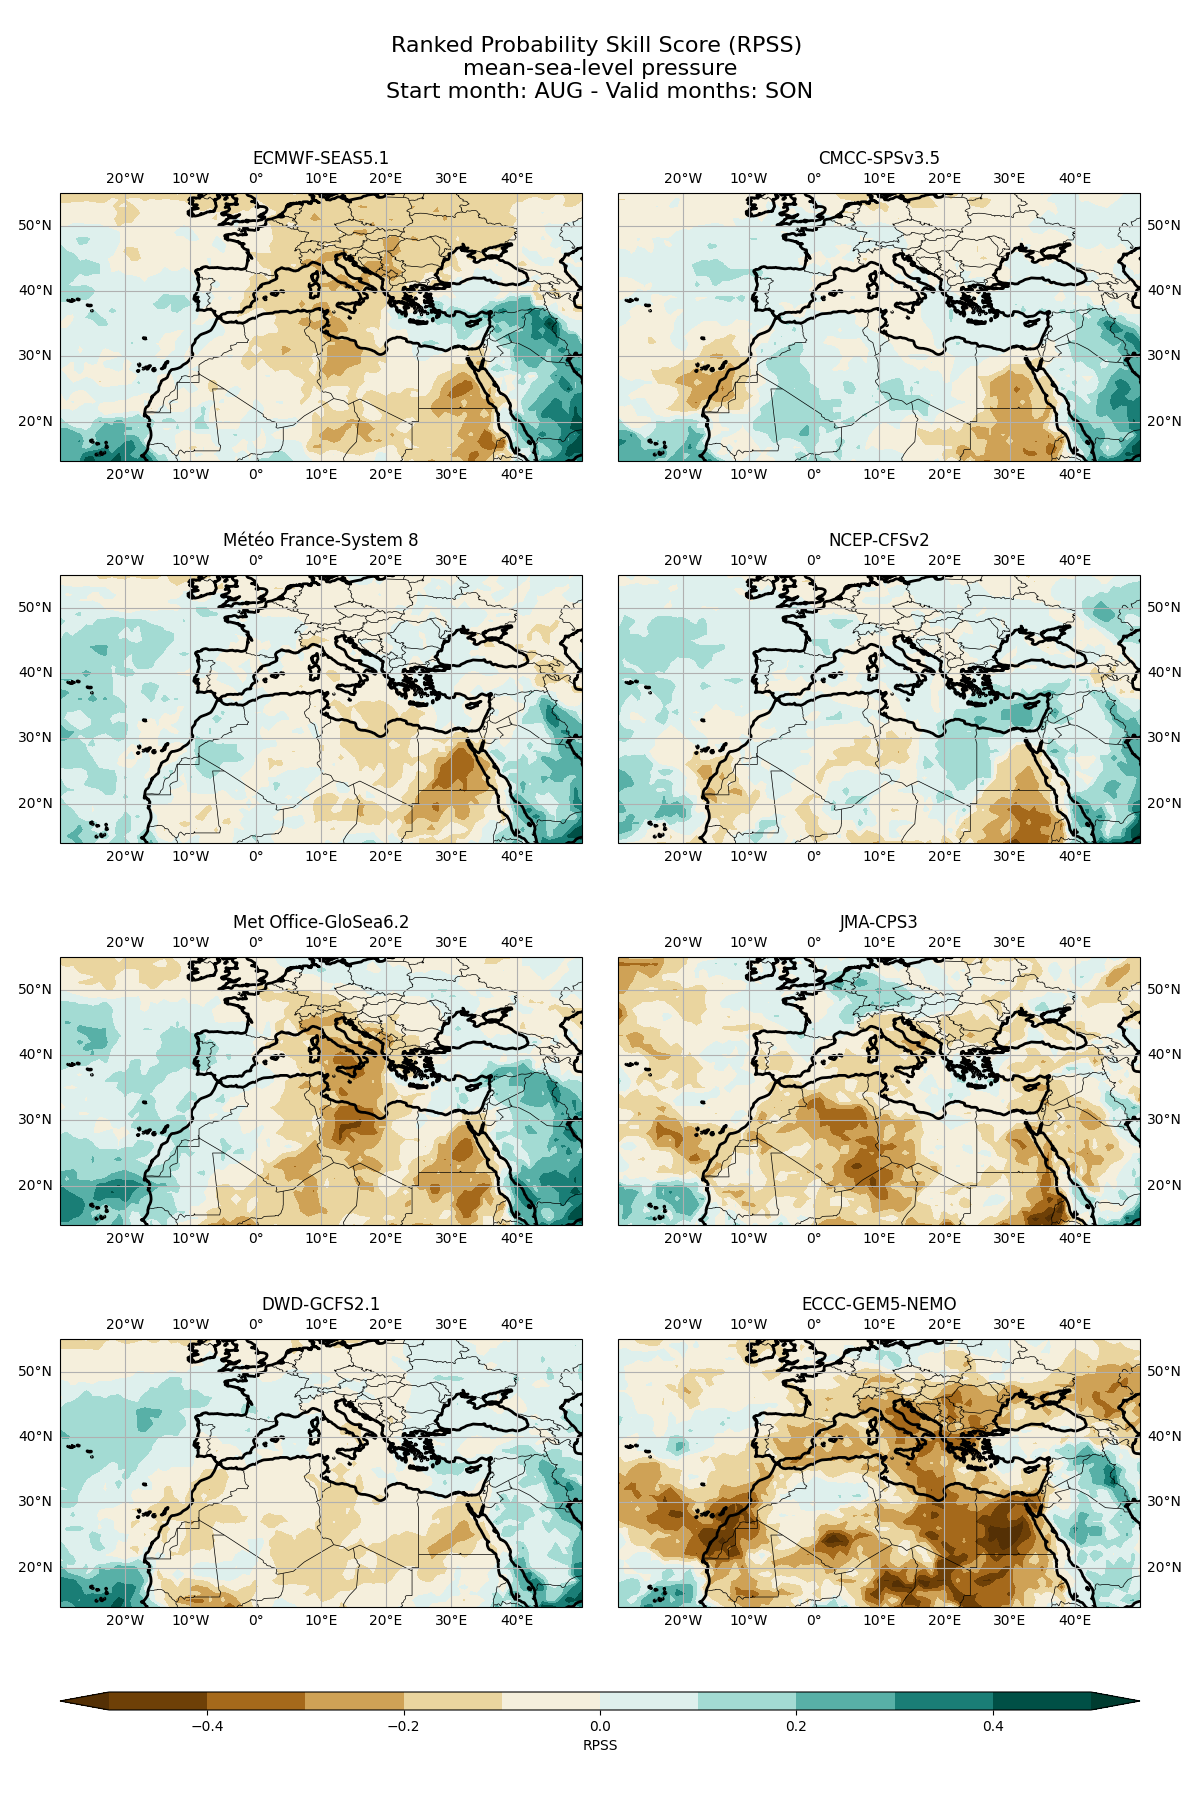 Ranked Probability Skill Score (RPSS)
mean-sea-level pressure
Start month: AUG - Valid months: SON
ECMWF-SEAS5.1
CMCC-SPSv3.5
20°W 10°W 0° 10°E 20°E 30°E 40°E
20°W 10°W 0° 10°E 20°E 30°E 40°E
50°N
50°N
40°N
40°N
30°N
30°N
20°N
20°N
20°W 10°W 0° 10°E 20°E 30°E 40°E
20°W 10°W 0° 10°E 20°E 30°E 40°E
Météo France-System 8
NCEP-CFSv2
20°W 10°W 0° 10°E 20°E 30°E 40°E
20°W 10°W 0° 10°E 20°E 30°E 40°E
50°N
50°N
40°N
40°N
30°N
30°N
20°N
20°N
20°W 10°W 0° 10°E 20°E 30°E 40°E
20°W 10°W 0° 10°E 20°E 30°E 40°E
Met Office-GloSea6.2
JMA-CPS3
20°W 10°W 0° 10°E 20°E 30°E 40°E
20°W 10°W 0° 10°E 20°E 30°E 40°E
50°N
50°N
40°N
40°N
30°N
30°N
20°N
20°N
20°W 10°W 0° 10°E 20°E 30°E 40°E
20°W 10°W 0° 10°E 20°E 30°E 40°E
DWD-GCFS2.1
ECCC-GEM5-NEMO
20°W 10°W 0° 10°E 20°E 30°E 40°E
20°W 10°W 0° 10°E 20°E 30°E 40°E
50°N
50°N
40°N
40°N
30°N
30°N
20°N
20°N
20°W 10°W 0° 10°E 20°E 30°E 40°E
20°W 10°W 0° 10°E 20°E 30°E 40°E
−0.4 −0.2 0.0 0.2 0.4
RPSS